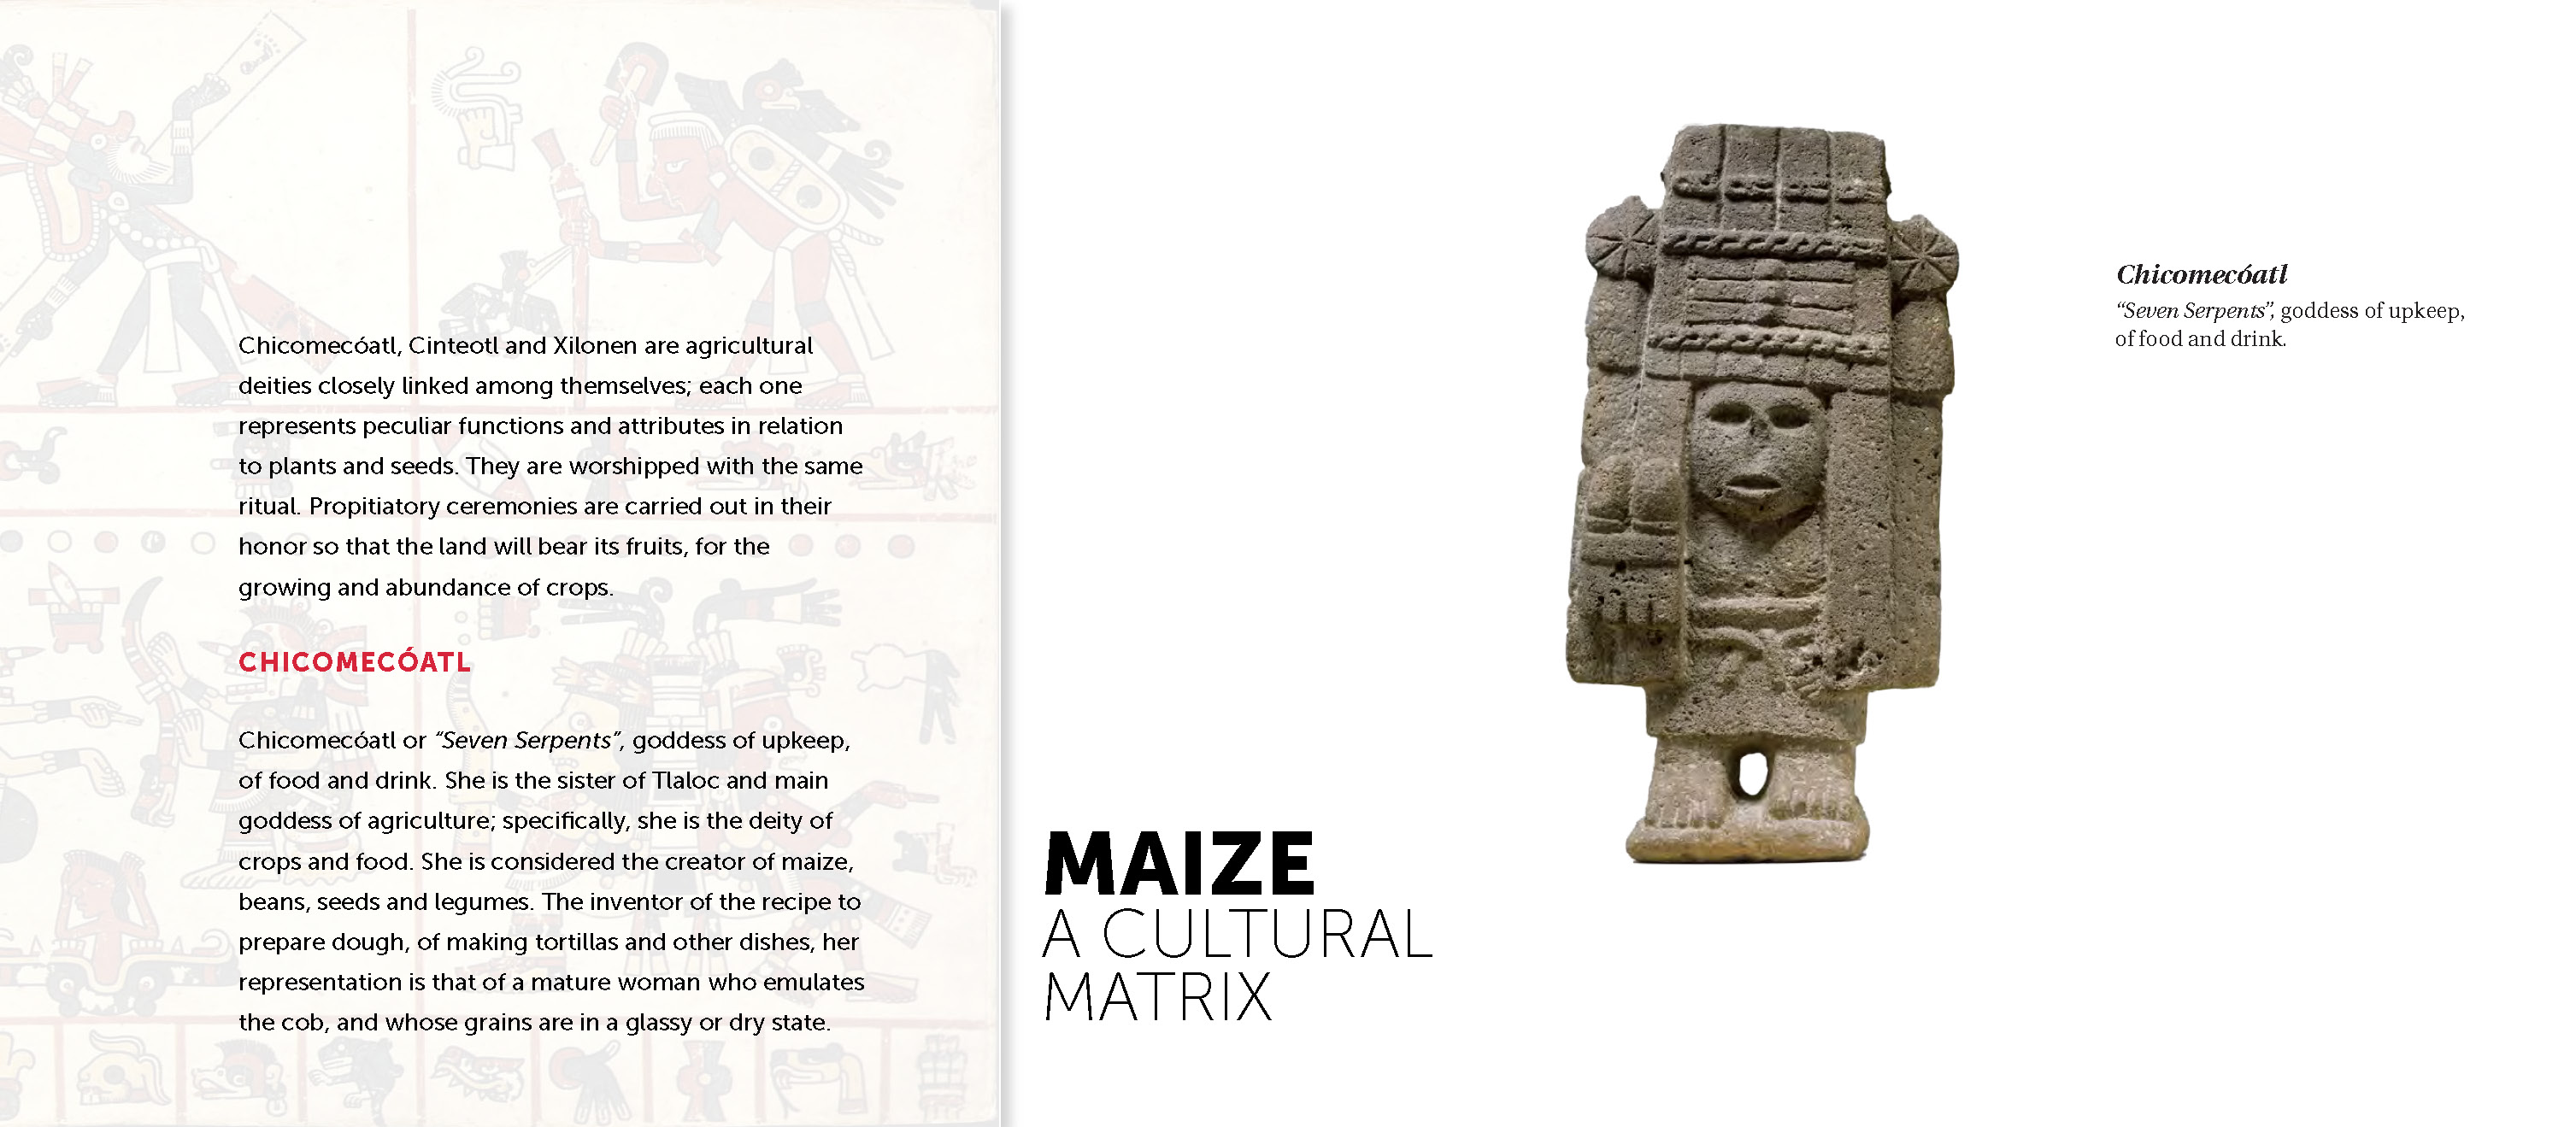 Chicomecóatl, Cinteotl and Xilonen are agricultural
deities closely linked among themselves; each one
represents peculiar functions and attributes in relation
to plants and seeds. They are worshipped with the same
ritual. Propitiatory ceremonies are carried out in their
honor so that the land will bear its fruits, for the
growing and abundance of crops.
CHICOMECÓATL
Chicomecóatl or “Seven Serpents”, goddess of upkeep,
of food and drink. She is the sister of Tlaloc and main
goddess of agriculture; specifically, she is the deity of
crops and food. She is considered the creator of maize,
beans, seeds and legumes. The inventor of the recipe to
prepare dough, of making tortillas and other dishes, her
representation is that of a mature woman who emulates
the cob, and whose grains are in a glassy or dry state.
MAIZE
A CULTURAL
MATRIX
Chicomecóatl
“Seven Serpents”, goddess of upkeep,
of food and drink.